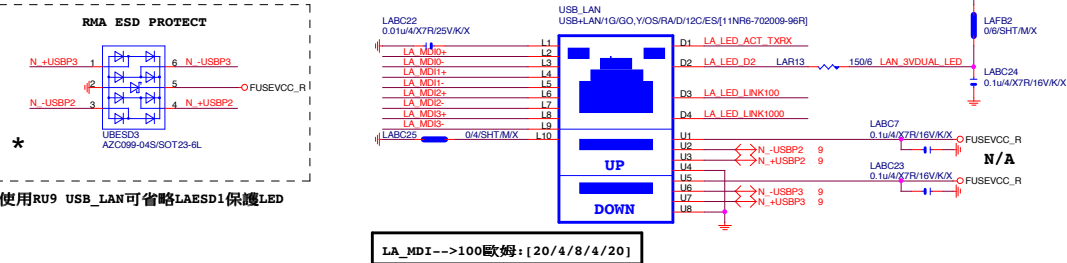 RMA ESD PROTECT
N_+USBP3 1 6 N_-USBP3
2 5 FUSEVCC_R
N_-USBP2 3 4 N_+USBP2
UBESD3
AZC099-04S/SOT23-6L
*
使用RU9 USB_LAN可省略LAESD1保護LED
LABC22
0.01u/4/X7R/25V/K/X
USB_LAN
USB+LAN/1G/GO,Y/OS/RA/D/12C/ES/[11NR6-702009-96R]
L1
LA_MDI0+ L2
LA_MDI0- L3
LA_MDI1+ L4
LA_MDI1- L5
LA_MDI2+ L6
LA_MDI2- L7
LA_MDI3+ L8
LA_MDI3- L9
LABC25 0/4/SHT/M/X L10
D1 LA_LED_ACT_TXRX
D2 LA_LED_D2 LAR13 150/6 LAN_3VDUAL_LED
D3 LA_LED_LINK100
D4 LA_LED_LINK1000
LAFB2
0/6/SHT/M/X
LABC24
0.1u/4/X7R/16V/K/X
UP
DOWN
U1
U2 N_-USBP2 9
U3 N_+USBP2 9
U4
U5
U6 N_-USBP3 9
U7 N_+USBP3 9
U8
LABC7
0.1u/4/X7R/16V/K/X
FUSEVCC_R
N/A
LABC23
0.1u/4/X7R/16V/K/X
FUSEVCC_R
LA_MDI-->100歐姆:[20/4/8/4/20]